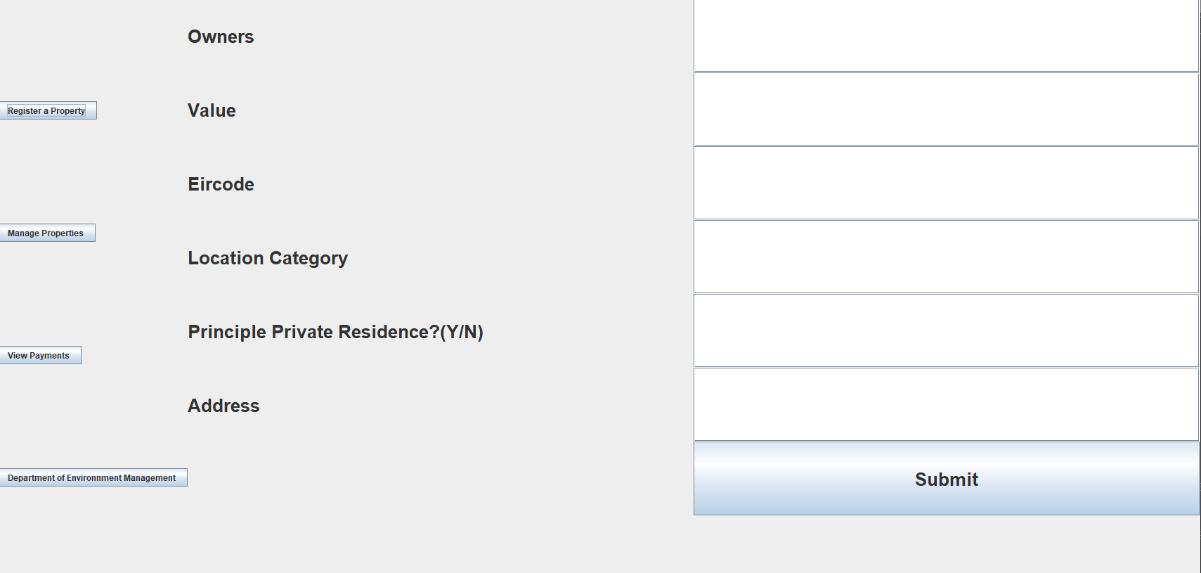 Owners
Register a Property
Value
Eircode
Manage Properties
Location Category
Principle Private Residence?(Y/N)
View Payments
Address
Department of Environnment Management
Submit